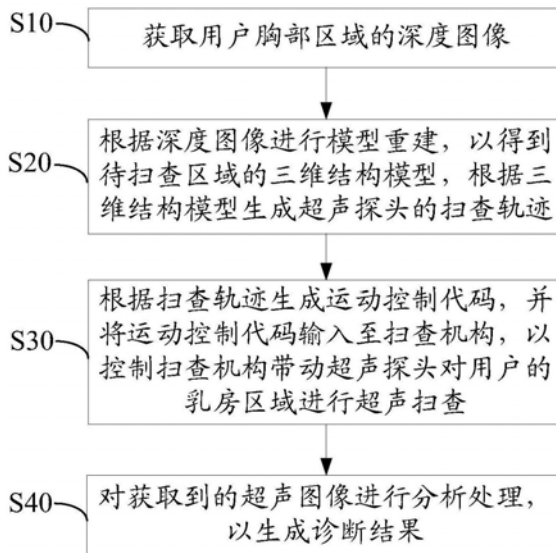 S10
获取用户胸部区域的深度图像
S20
根据深度图像进行模型重建，以得到
待扫查区域的三维结构模型，根据三
维结构模型生成超声探头的扫查轨迹
S30
根据扫查轨迹生成运动控制代码，并
将运动控制代码输入至扫查机构，以
控制扫查机构带动超声探头对用户的
乳房区域进行超声扫查
S40
对获取到的超声图像进行分析处理，
以生成诊断结果